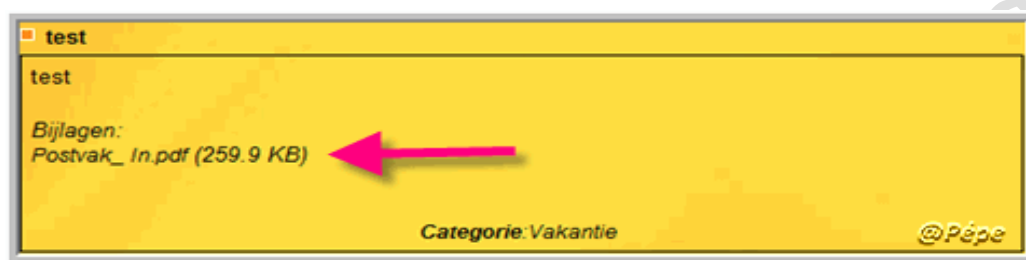 test
test
Bijlagen:
Postvak_ In.pdf (259.9 KB)
Categorie:Vakantie
@Pépe